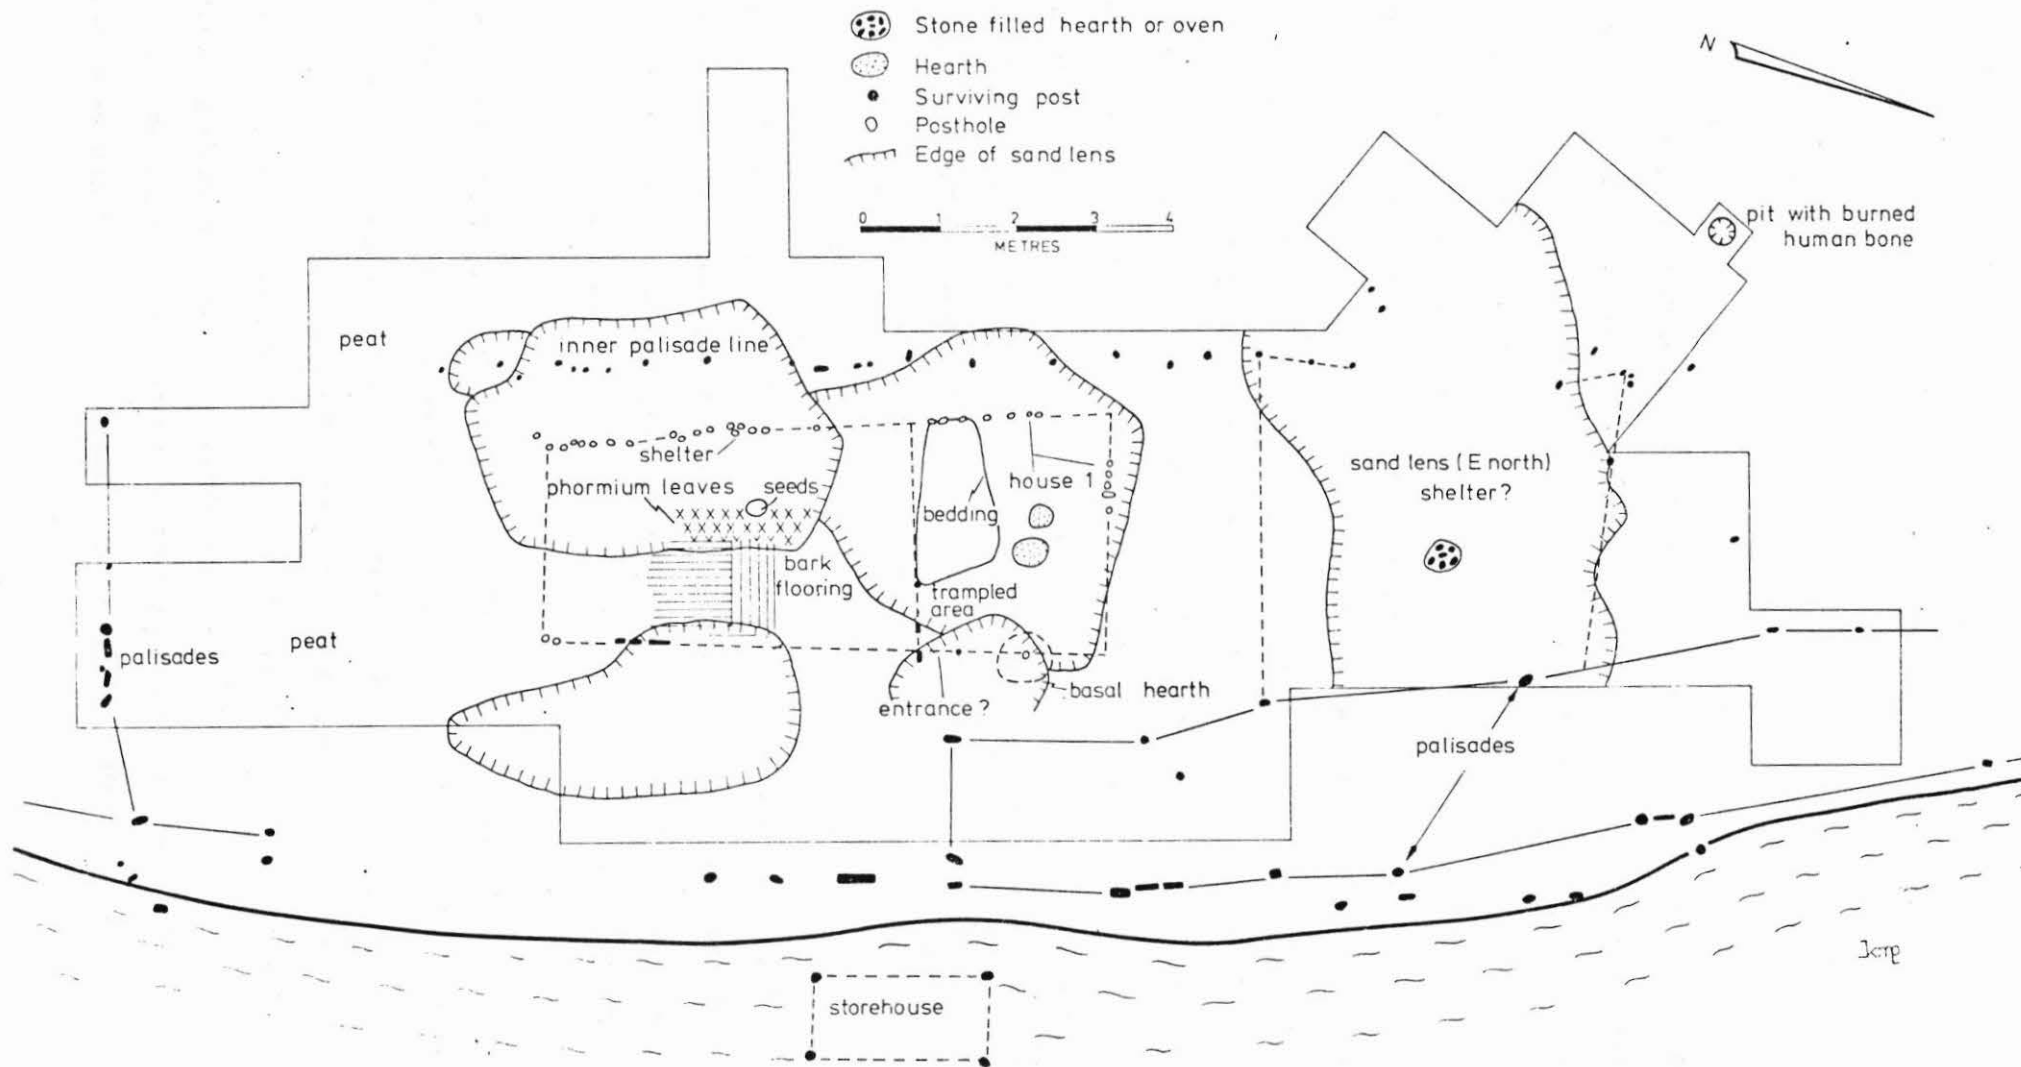 Stone filled hearth or oven
Hearth
Surviving post
Posthole
Edge of sand lens
N
0 1 2 3 4
METRES
pit with burned
human bone
peat
inner palisade line
shelter
phormium leaves
seeds
house 1
bedding
sand lens (E north)
shelter?
bark
flooring
trampled
area
palisades
peat
basal hearth
entrance ?
palisades
storehouse